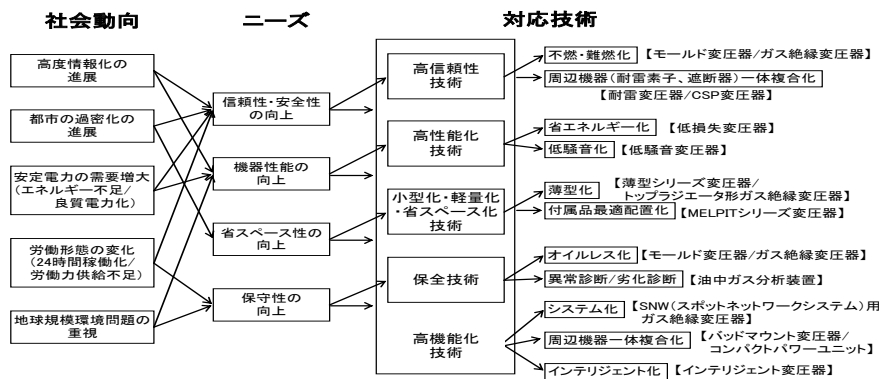 社会動向
ニーズ
対応技術
高度情報化の
進展
都市の過密化の
進展
安定電力の需要増大
(エネルギー不足/
良質電力化)
労働形態の変化
(24時間稼働化/
労働力供給不足)
地球規模環境問題の
重視
信頼性・安全性
の向上
機器性能の
向上
省スペース性の
向上
保守性の
向上
高信頼性
技術
高性能化
技術
小型化・軽量化
・省スペース化
技術
保全技術
高機能化
技術
不燃・難燃化【モールド変圧器/ガス絶縁変圧器】
周辺機器(耐雷素子、遮断器)一体複合化
【耐雷変圧器/CSP変圧器】
省エネルギー化【低損失変圧器】
低騒音化【低騒音変圧器】
薄型化【薄型シリーズ変圧器/
トップラジエータ形ガス絶縁変圧器】
付属品最適配置化【MELPITシリーズ変圧器】
オイルレス化【モールド変圧器/ガス絶縁変圧器】
異常診断/劣化診断【油中ガス分析装置】
システム化【SNW(スポットネットワークシステム)用
ガス絶縁変圧器】
周辺機器一体複合化【パッドマウント変圧器/
コンパクトパワーユニット】
インテリジェント化【インテリジェント変圧器】